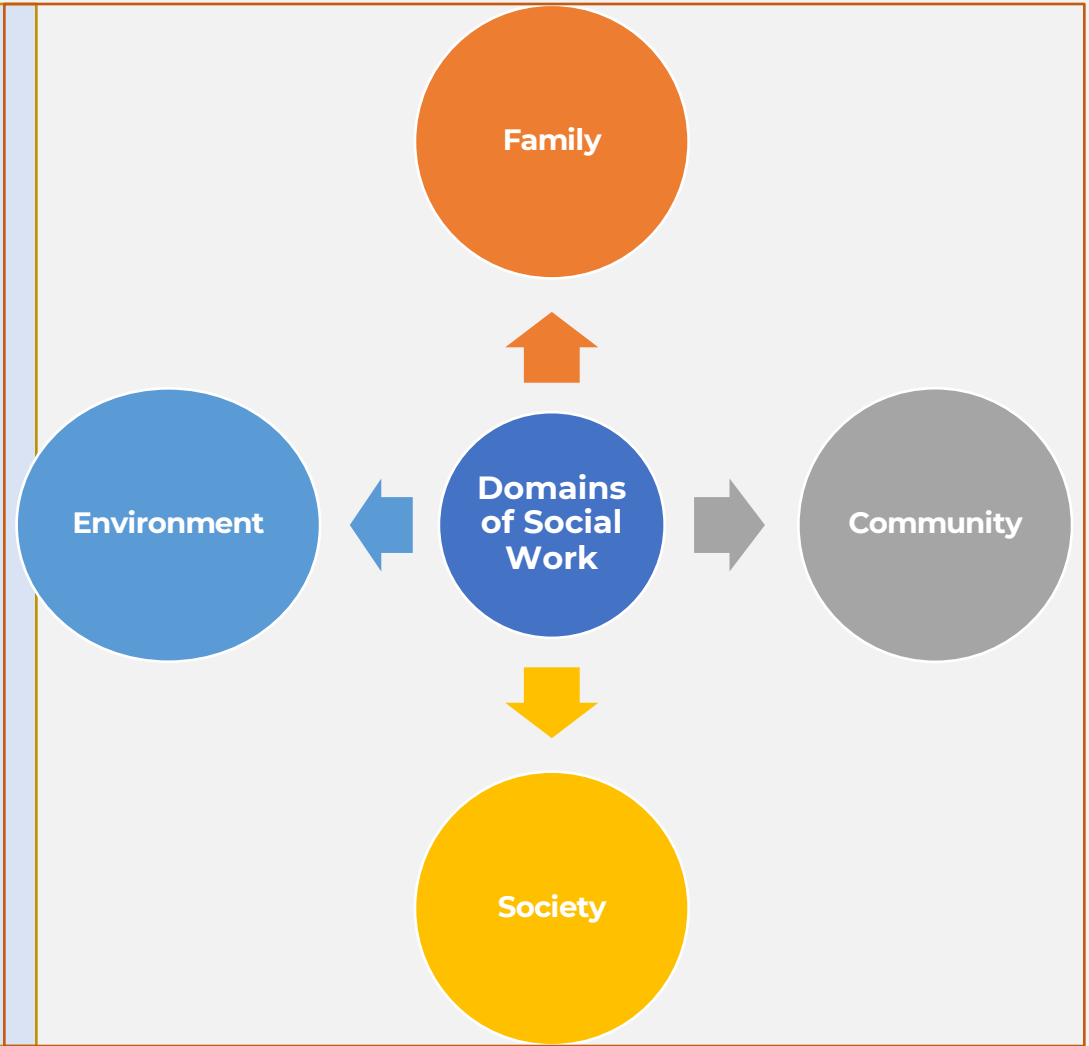 Family
Environment
Domains
of Social
Work
Community
Society